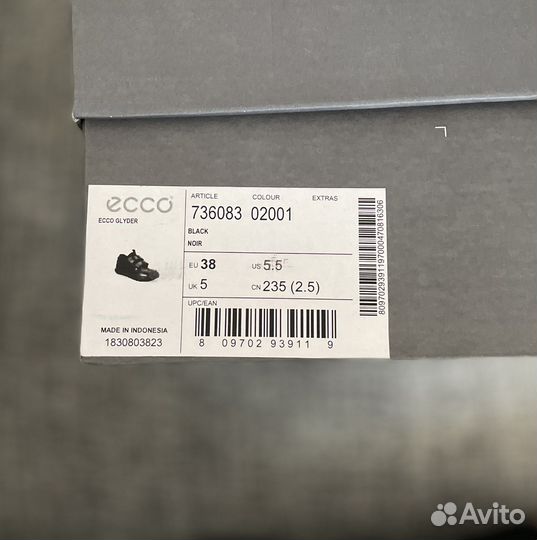 ecco
ECCO GLYDER
MADE IN INDONESIA
1830803823
ARTICLE COLOUR EXTRAS
736083 02001
BLACK
NOIR
EU 38 US 5.5
UK 5 CN 235 (2.5)
UPC/EAN
8 09702 93911 9
8097029391197000470816306
Avito